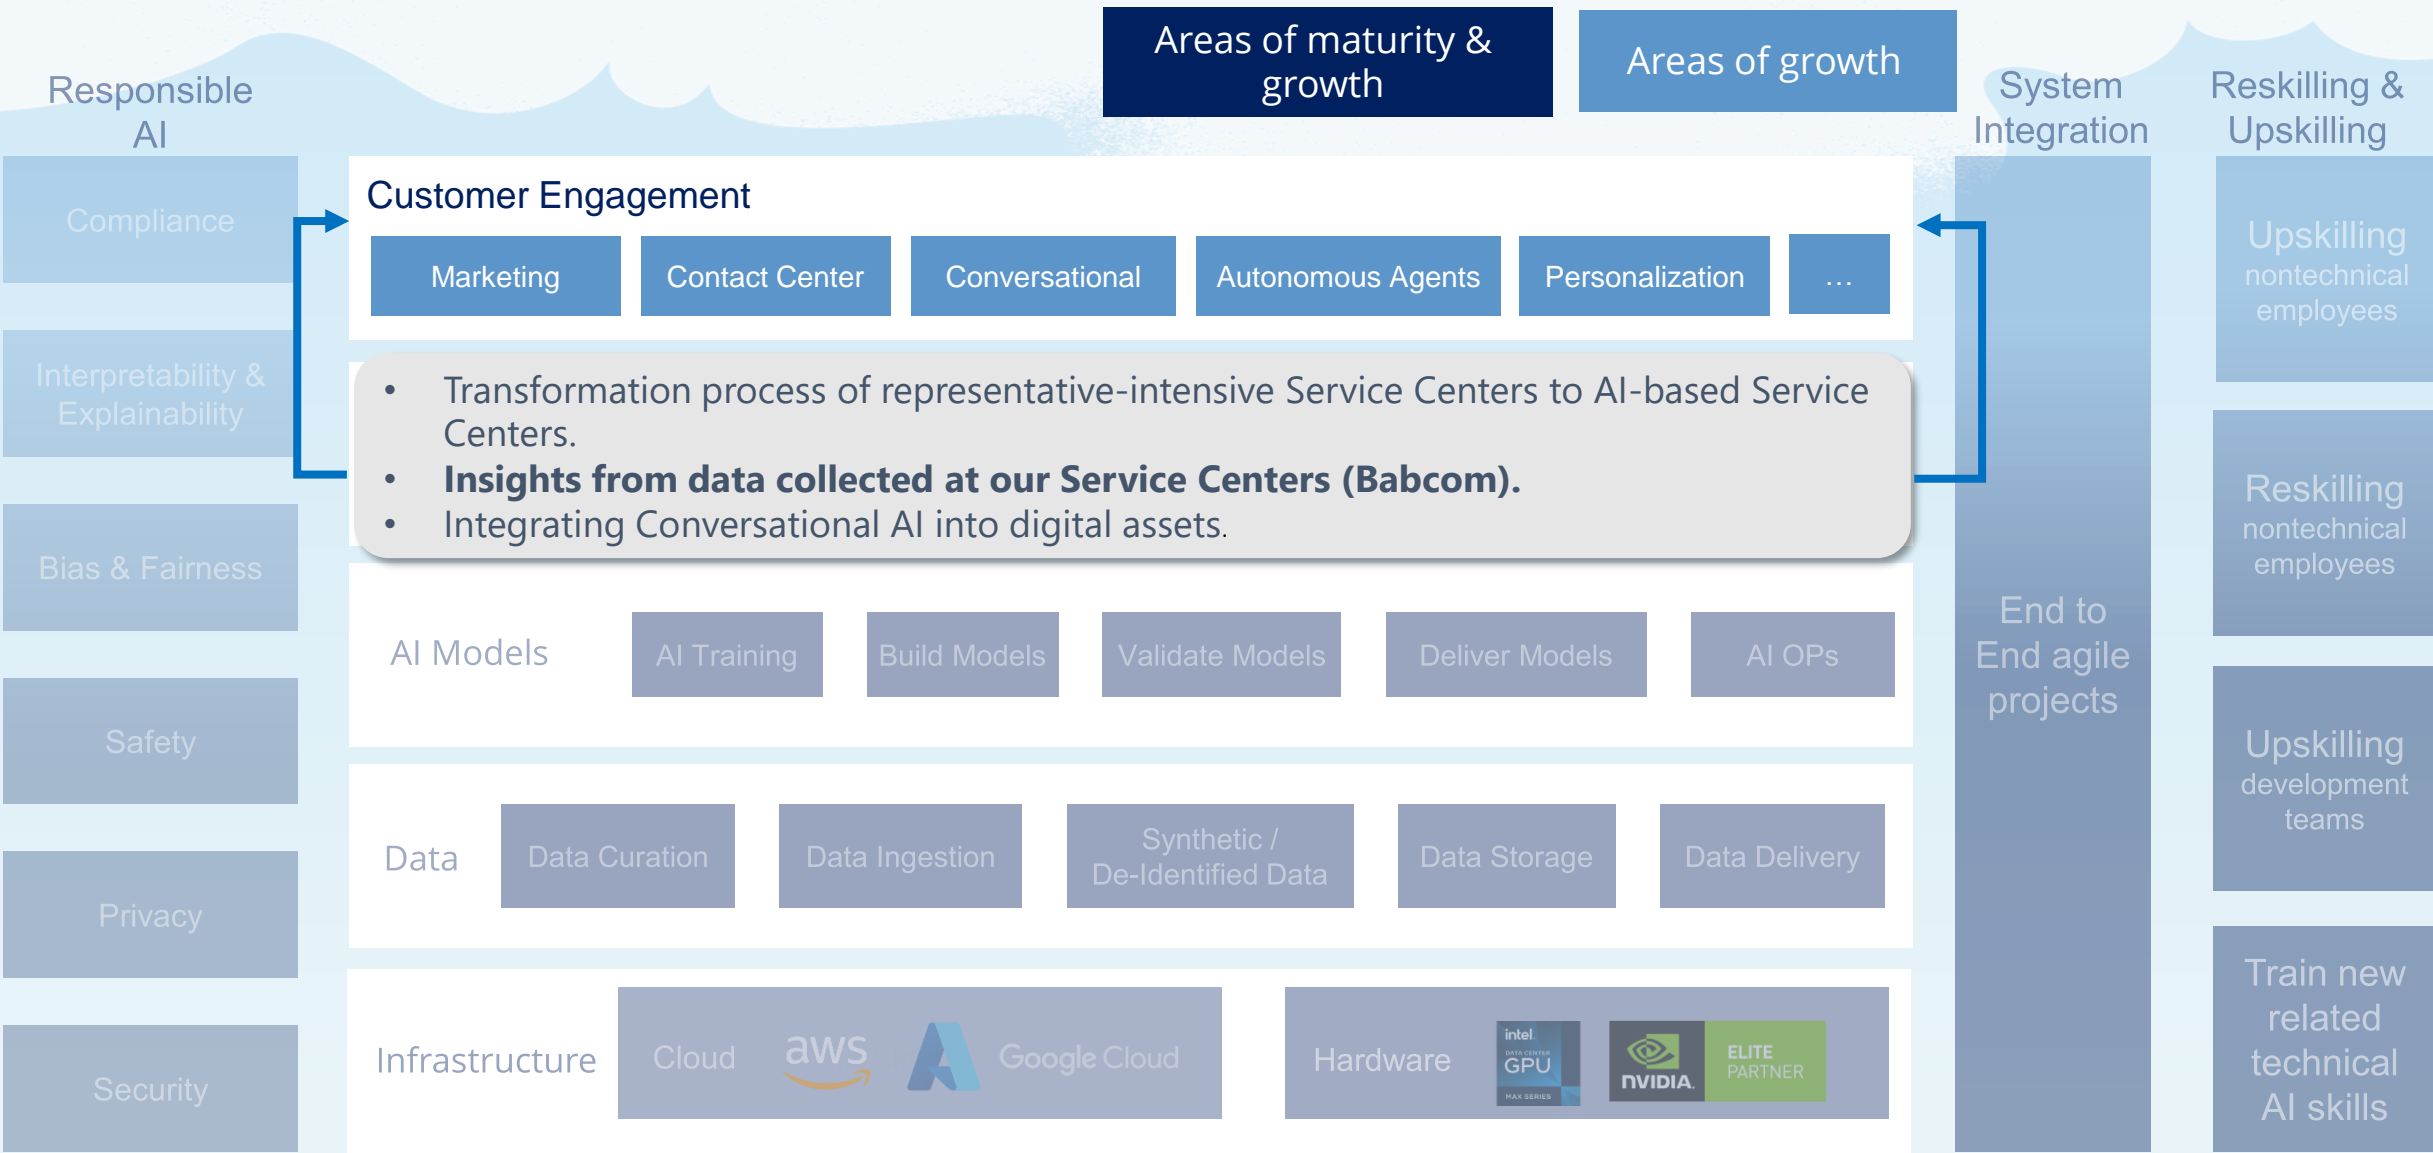 Areas of maturity &
growth
Areas of growth
Responsible
AI
System
Integration
Reskilling &
Upskilling
Compliance
Interpretability &
Explainability
Bias & Fairness
Safety
Privacy
Security
Customer Engagement
Marketing
Contact Center
Conversational
Autonomous Agents
Personalization
...
• Transformation process of representative-intensive Service Centers to AI-based Service
Centers.
• Insights from data collected at our Service Centers (Babcom).
• Integrating Conversational AI into digital assets.
AI Models
AI Training
Build Models
Validate Models
Deliver Models
AI OPs
Data
Data Curation
Data Ingestion
Synthetic /
De-Identified Data
Data Storage
Data Delivery
Infrastructure
Cloud
aws
Google Cloud
Hardware
intel.
DATA CENTER
GPU
MAX SERIES
NVIDIA.
ELITE
PARTNER
End to
End agile
projects
Upskilling
nontechnical
employees
Reskilling
nontechnical
employees
Upskilling
development
teams
Train new
related
technical
AI skills